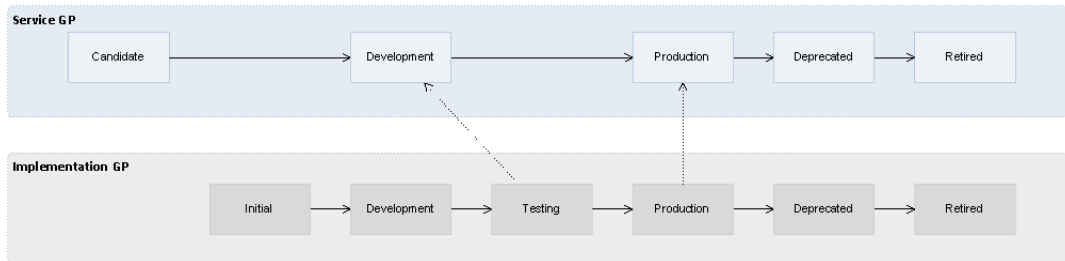 Service GP
Candidate
Development
Production
Deprecated
Retired
Implementation GP
Initial
Development
Testing
Production
Deprecated
Retired